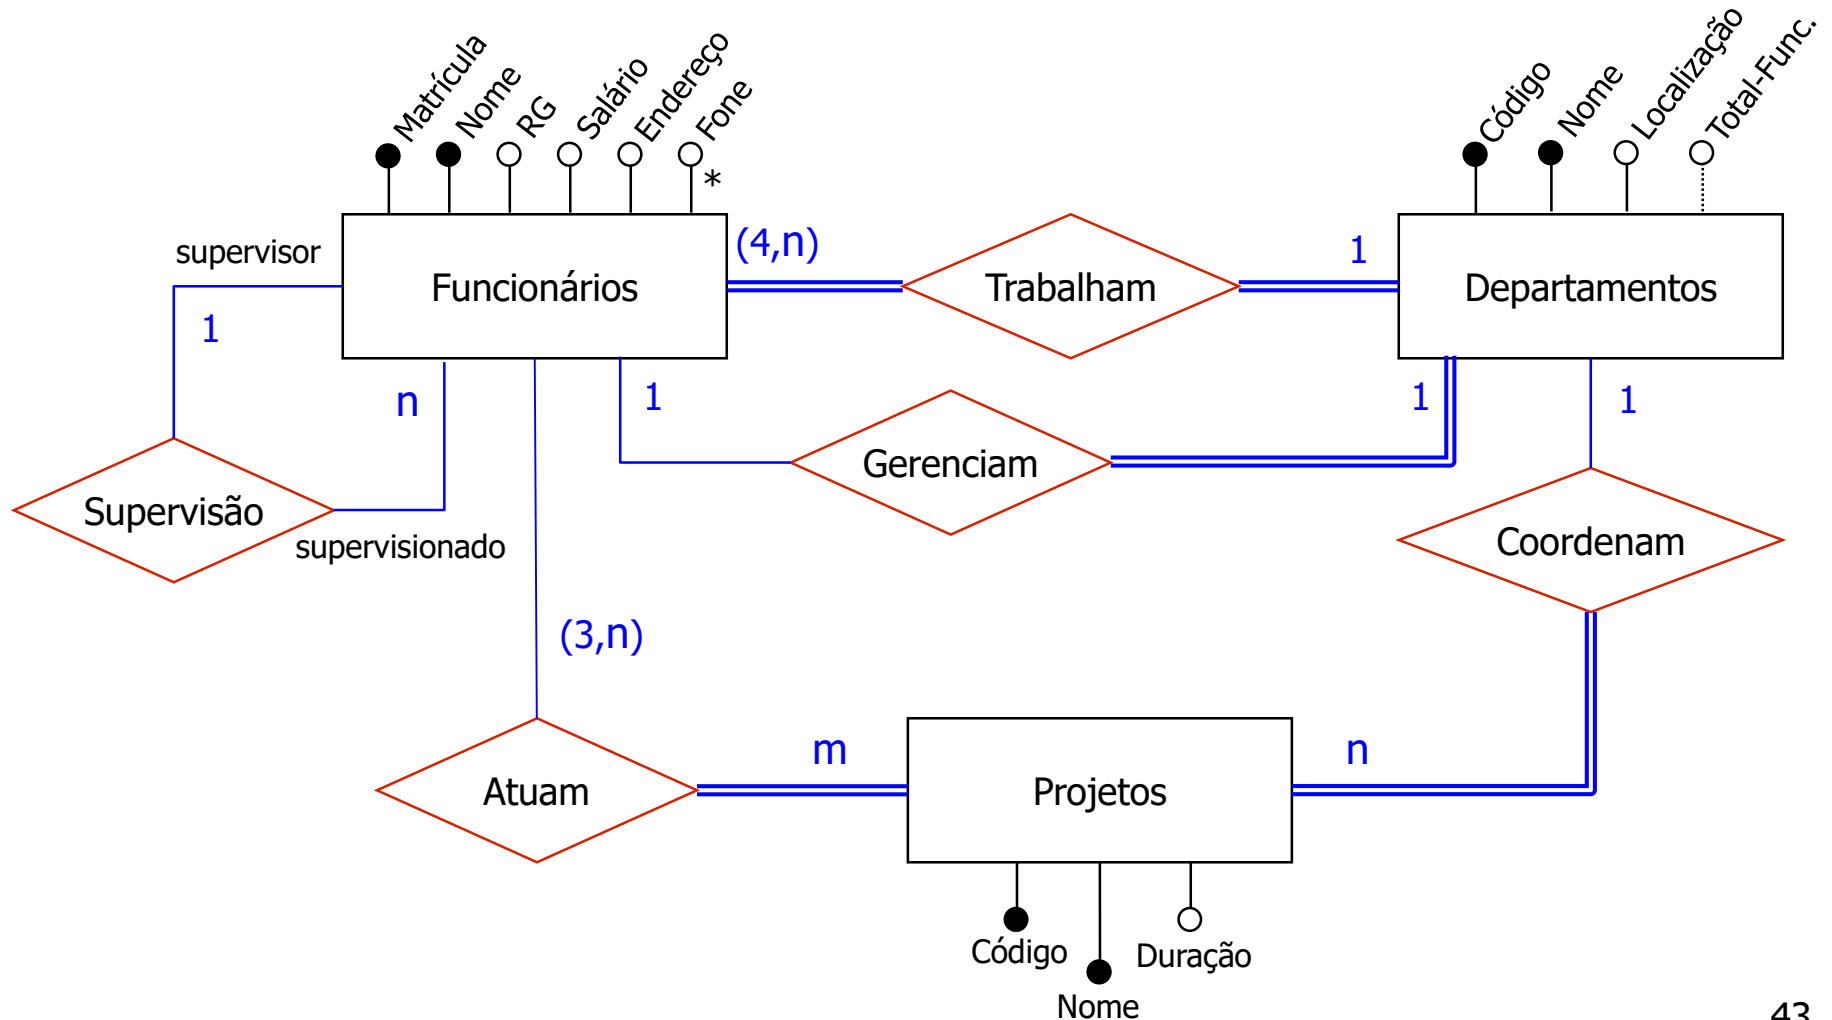 Matrícula
Nome
RG
Salário
Endereço
Fone
*
Código
Nome
Localização
Total-Func.
supervisor
Funcionários
(4,n)
Trabalham
1
Departamentos
1
n
1
1
1
Supervisão
supervisionado
Gerenciam
Coordenam
(3,n)
m
n
Atuam
Projetos
Código
Duração
Nome
43